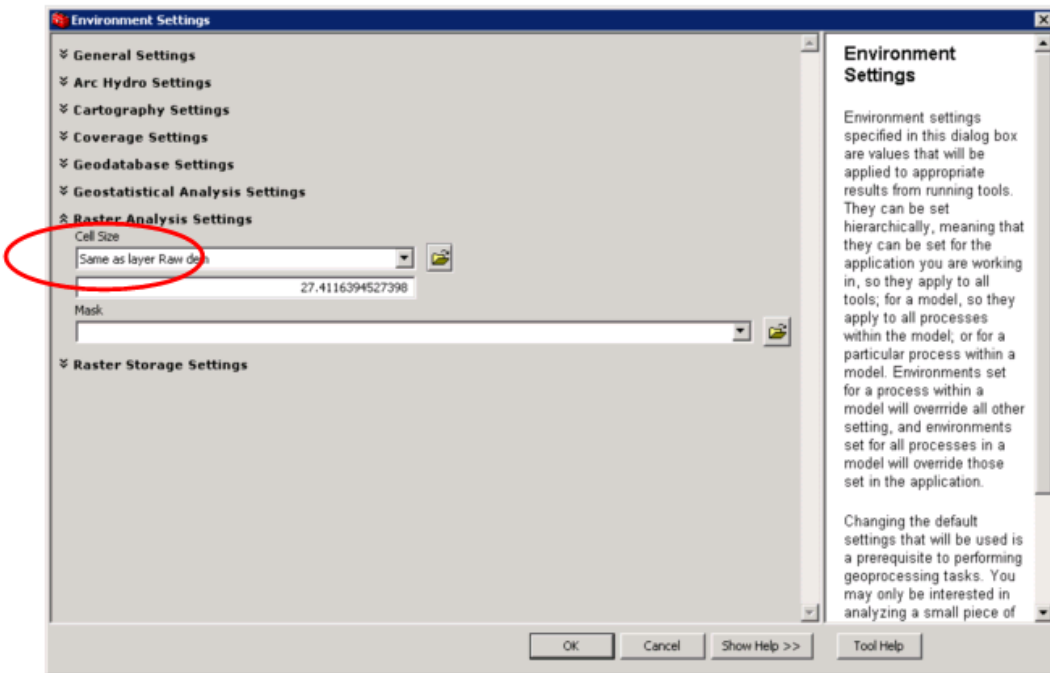 Environment Settings
General Settings
Arc Hydro Settings
Cartography Settings
Coverage Settings
Geodatabase Settings
Geostatistical Analysis Settings
Raster Analysis Settings
Cell Size
Same as layer Raw dem
27.4116394527398
Mask
Raster Storage Settings
OK
Cancel
Show Help >>
Environment
Settings
Environment settings
specified in this dialog box
are values that will be
applied to appropriate
results from running tools.
They can be set
hierarchically, meaning that
they can be set for the
application you are working
in, so they apply to all
tools; for a model, so they
apply to all processes
within the model; or for a
particular process within a
model. Environments set
for a process within a
model will overrride all other
setting, and environments
set for all processes in a
model will override those
set in the application.
Changing the default
settings that will be used is
a prerequisite to performing
geoprocessing tasks. You
may only be interested in
analyzing a small piece of
Tool Help